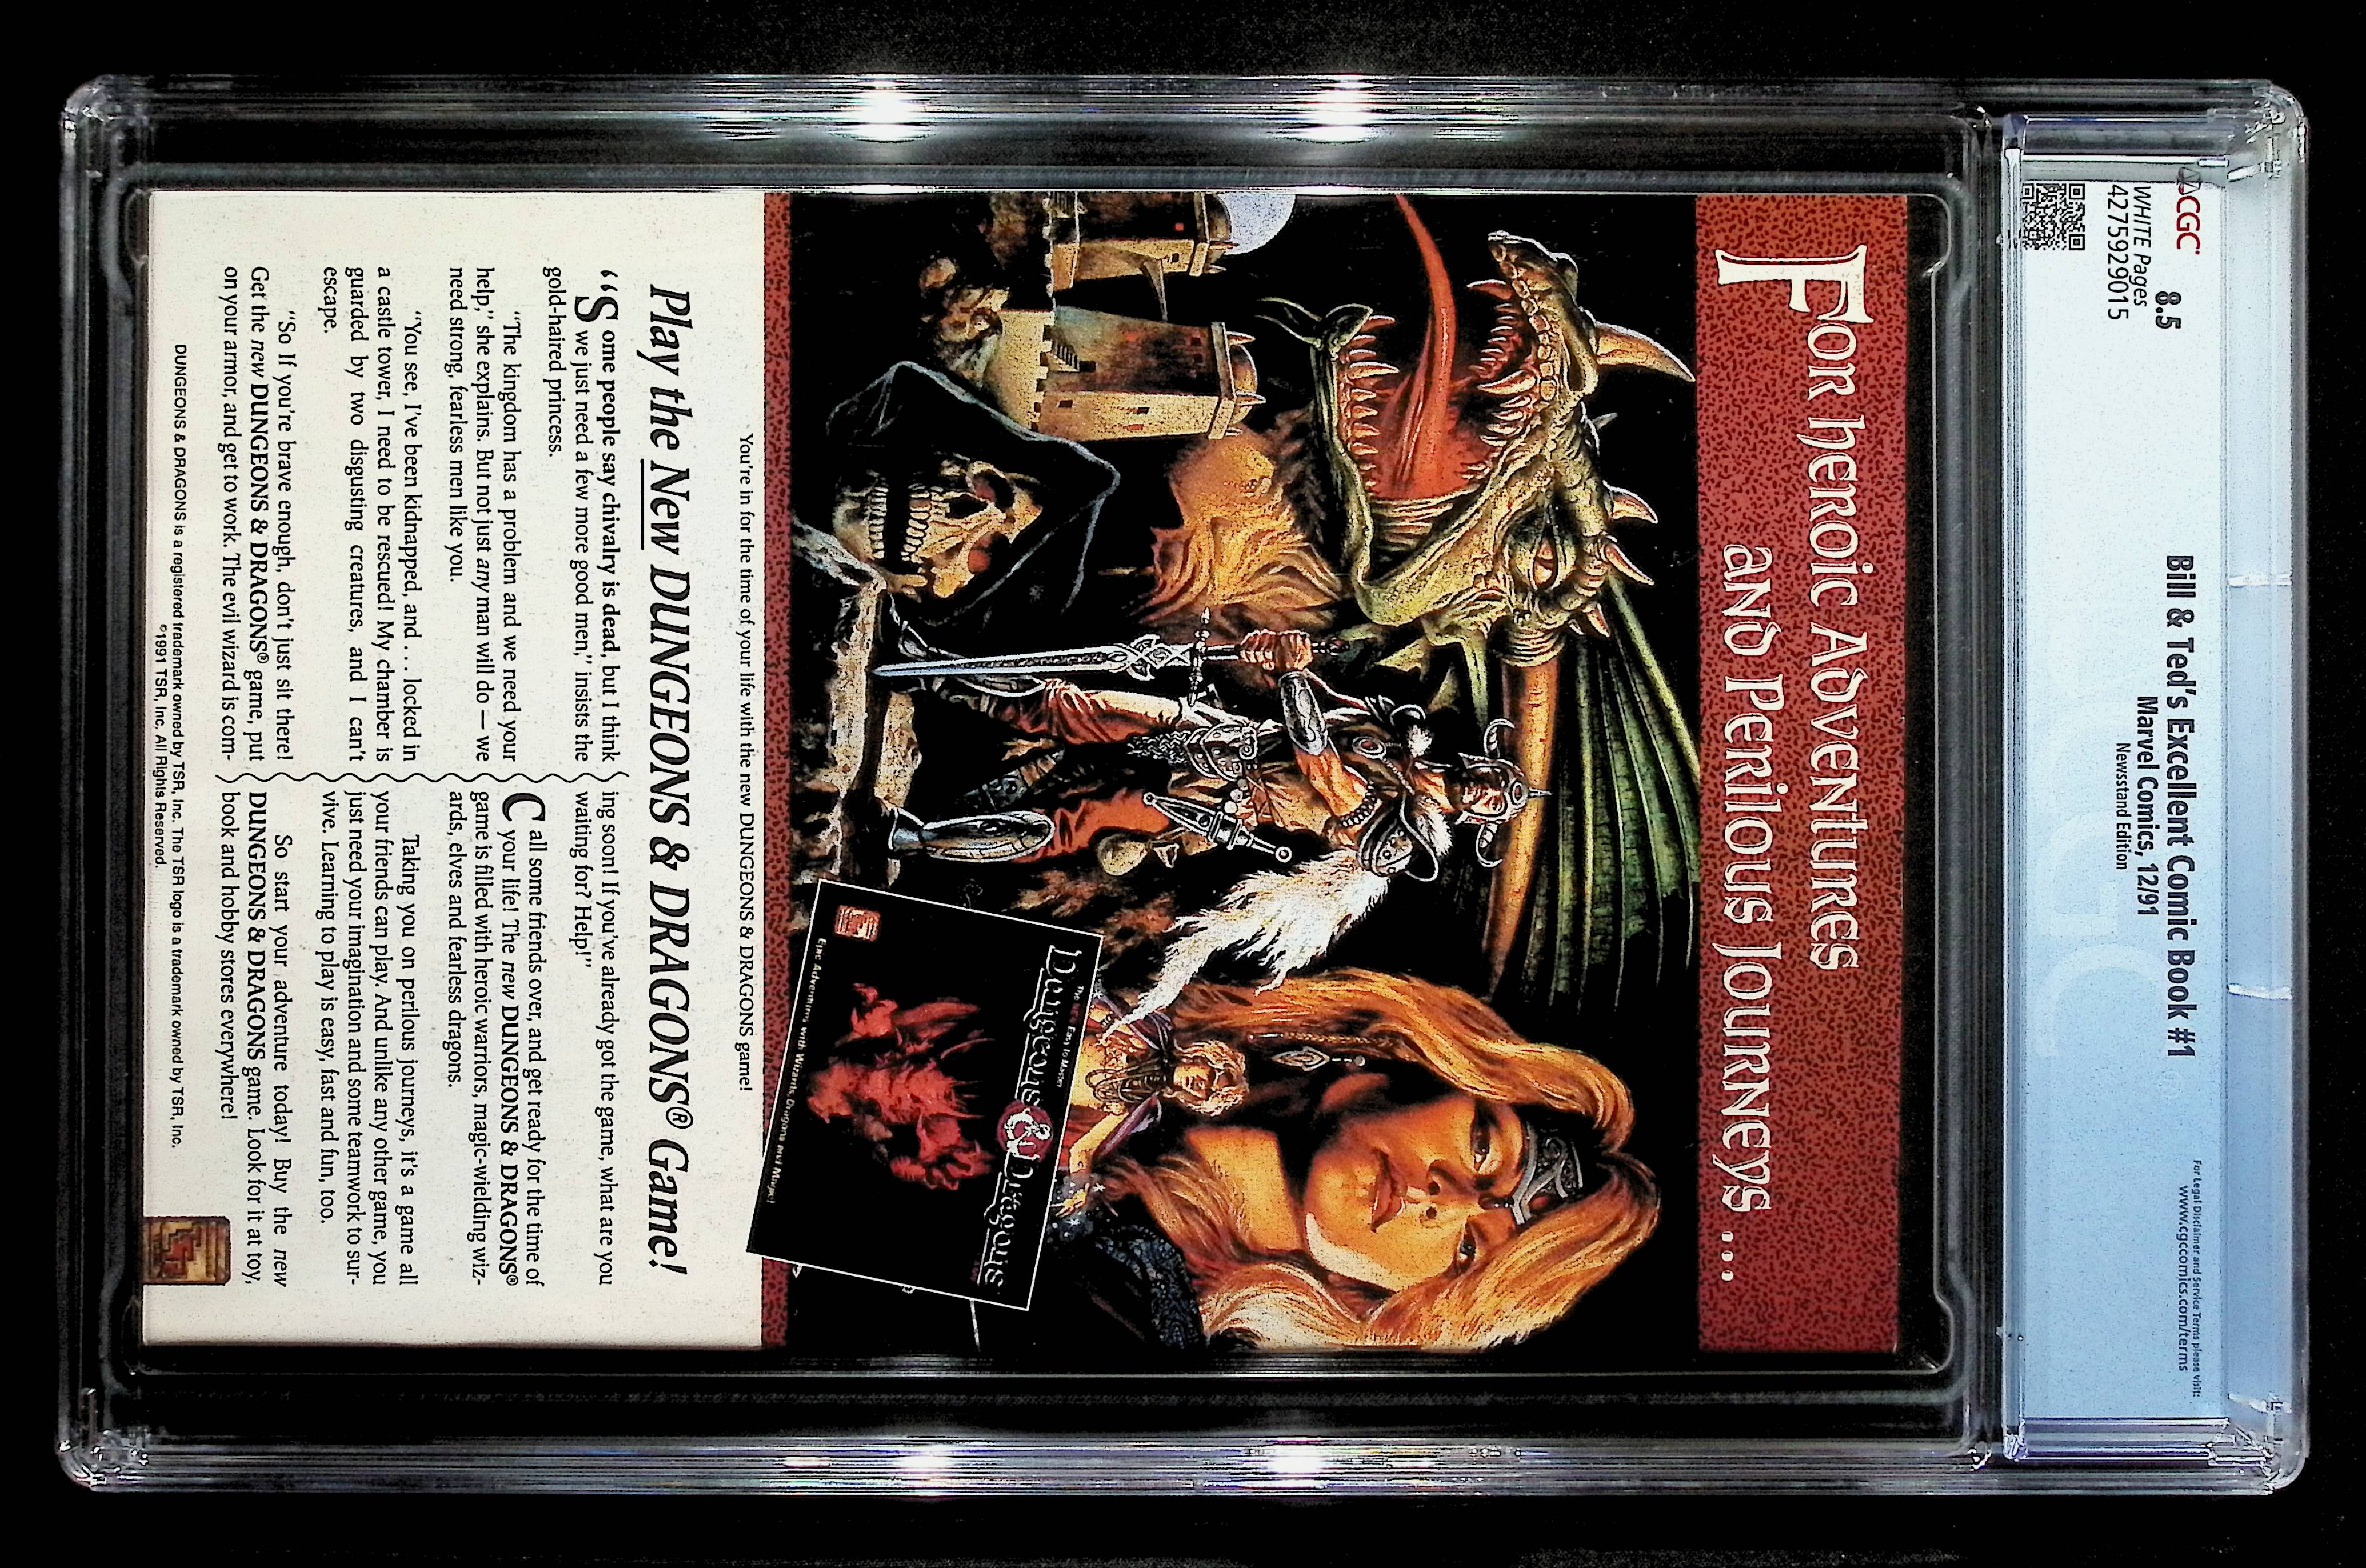 CGC
8.5
WHITE Pages
4275929015
Bill & Ted's Excellent Comic Book #1
Marvel Comics, 12/91
Newsstand Edition
For Legal Disclaimer and Service Terms please visit:
www.cgccomics.com/terms
For heroic Adventures
and Perilous Journeys ...
The NEW Easy to Master
Dungeons & Dragons
Epic Adventures with Wizards, Dragons and Magic!
You're in for the time of your life with the new DUNGEONS & DRAGONS game!
Play the New DUNGEONS & DRAGONS® Game!
"Some people say chivalry is dead, but I think
we just need a few more good men," insists the
gold-haired princess.
"The kingdom has a problem and we need your
help," she explains. But not just any man will do — we
need strong, fearless men like you.
"You see, I've been kidnapped, and . . . locked in
a castle tower, I need to be rescued! My chamber is
guarded by two disgusting creatures, and I can't
escape.
"So If you're brave enough, don't just sit there!
Get the new DUNGEONS & DRAGONS® game, put
on your armor, and get to work. The evil wizard is com-
ing soon! If you've already got the game, what are you
waiting for? Help!"
Call some friends over, and get ready for the time of
your life! The new DUNGEONS & DRAGONS®
game is filled with heroic warriors, magic-wielding wiz-
ards, elves and fearless dragons.
Taking you on perilous journeys, it's a game all
your friends can play. And unlike any other game, you
just need your imagination and some teamwork to sur-
vive. Learning to play is easy, fast and fun, too.
So start your adventure today! Buy the new
DUNGEONS & DRAGONS game. Look for it at toy,
book and hobby stores everywhere!
DUNGEONS & DRAGONS is a registered trademark owned by TSR, Inc. The TSR logo is a trademark owned by TSR, Inc.
©1991 TSR, Inc. All Rights Reserved.